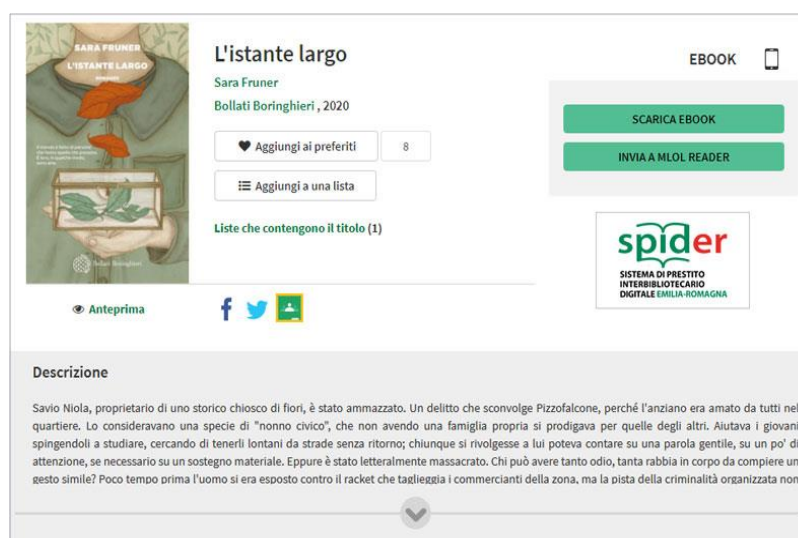 SARA FRUNER
L'ISTANTE LARGO
ROMANZO
Bollati Boringhieri
Anteprima
L'istante largo
Sara Fruner
Bollati Boringhieri , 2020
Aggiungi ai preferiti 8
Aggiungi a una lista
Liste che contengono il titolo (1)
EBOOK
SCARICA EBOOK
INVIA A MLOL READER
spider
SISTEMA DI PRESTITO
INTERBIBLIOTECARIO
DIGITALE EMILIA-ROMAGNA
Descrizione
Savio Niola, proprietario di uno storico chiosco di fiori, è stato ammazzato. Un delitto che sconvolge Pizzofalcone, perché l'anziano era amato da tutti nel
quartiere. Lo consideravano una specie di "nonno civico", che non avendo una famiglia propria si prodigava per quelle degli altri. Aiutava i giovani
spingendoli a studiare, cercando di tenerli lontani da strade senza ritorno; chiunque si rivolgesse a lui poteva contare su una parola gentile, su un po' di
attenzione, se necessario su un sostegno materiale. Eppure è stato letteralmente massacrato. Chi può avere tanto odio, tanta rabbia in corpo da compiere un
gesto simile? Poco tempo prima l'uomo si era esposto contro il racket che taglieggia i commercianti della zona, ma la pista della criminalità organizzata non